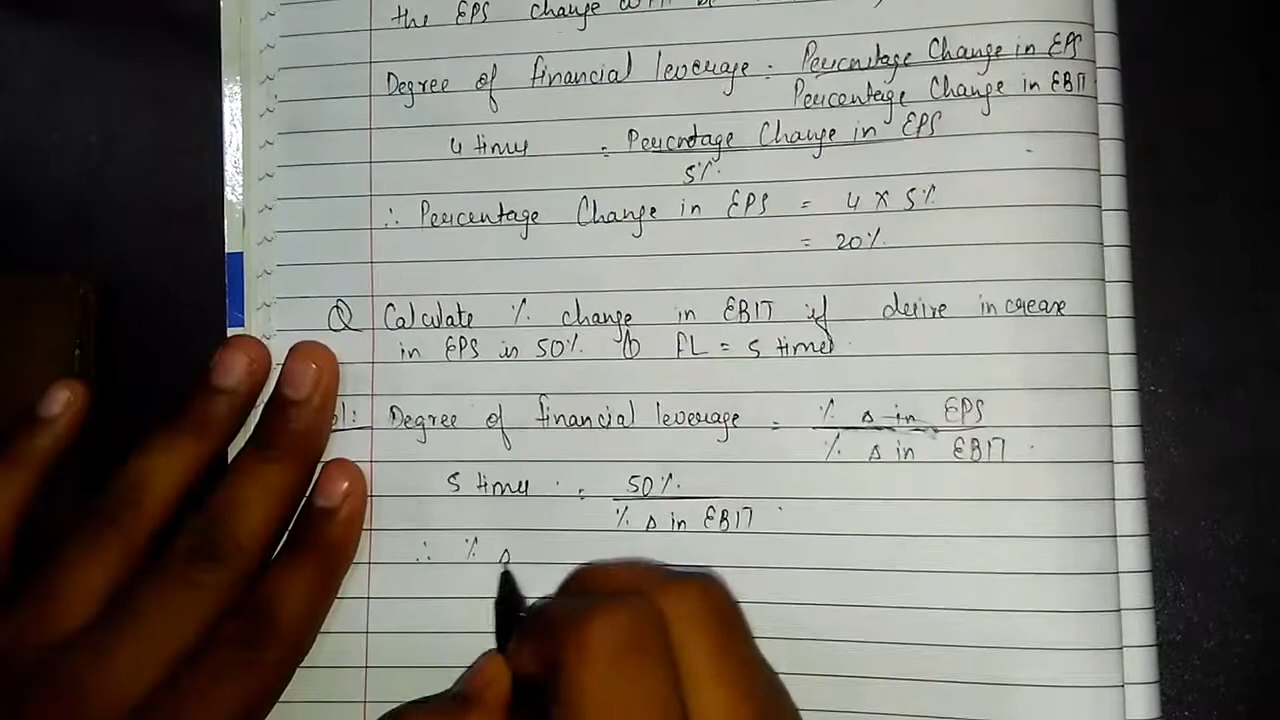 the EPS change
Degree of financial leverage = Percentage Change in EPS
Percentage Change in EBIT
4 times = Percentage Change in EPS
5%
∴ Percentage Change in EPS = 4 × 5%
= 20%
Q Calculate % change in EBIT if desire increase
in EPS is 50% & FL = 5 times
Sol: Degree of financial leverage = % Δ in EPS
% Δ in EBIT
5 times = 50%
% Δ in EBIT
∴ % Δ